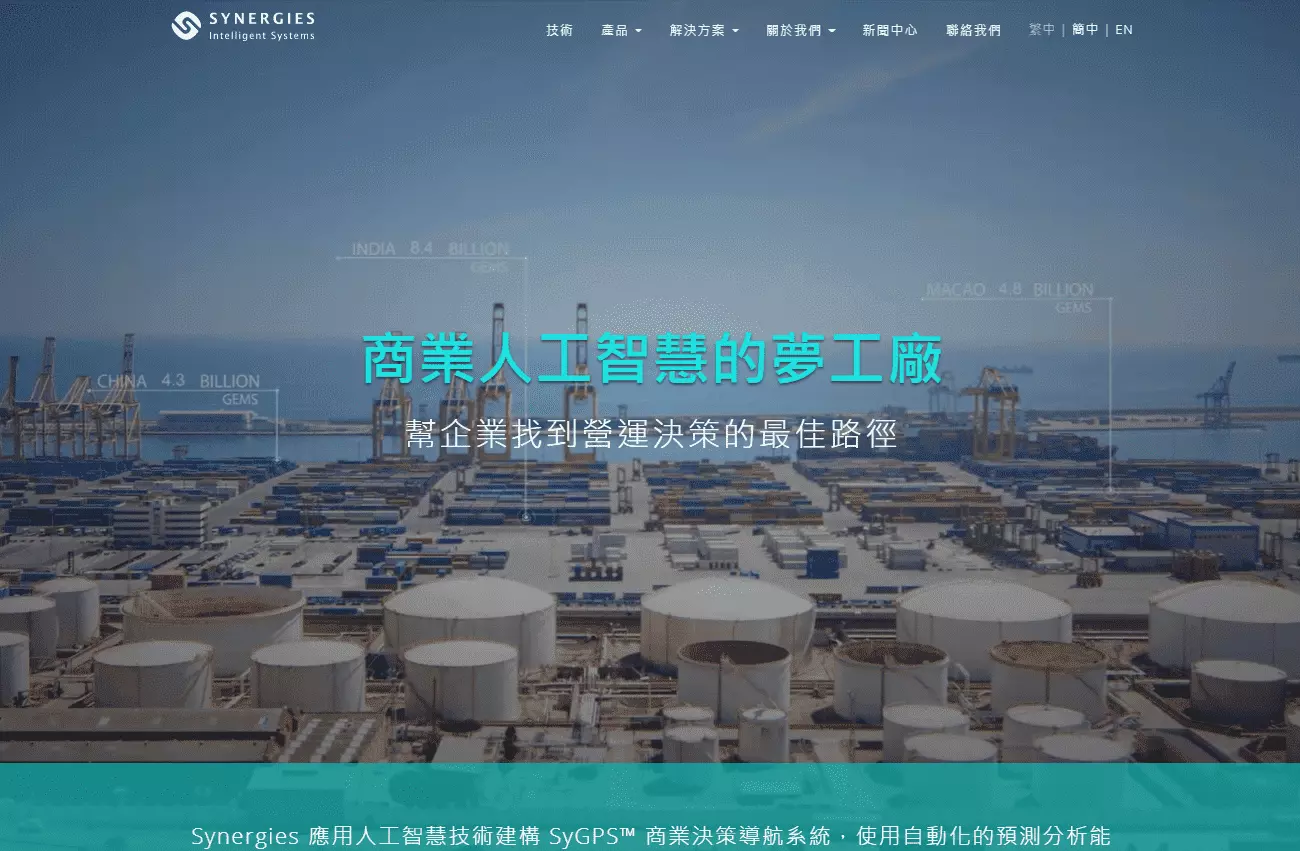 SYNERGIES
Intelligent Systems
技術 產品 解決方案 關於我們 新聞中心 聯絡我們 繁中 | 簡中 | EN
INDIA 8.4 BILLION
GEMS
MACAO 4.8 BILLION
GEMS
商業人工智慧的夢工廠
CHINA 4.3 BILLION
GEMS
幫企業找到營運決策的最佳路徑
Synergies 應用人工智慧技術建構 SyGPS™ 商業決策導航系統，使用自動化的預測分析能